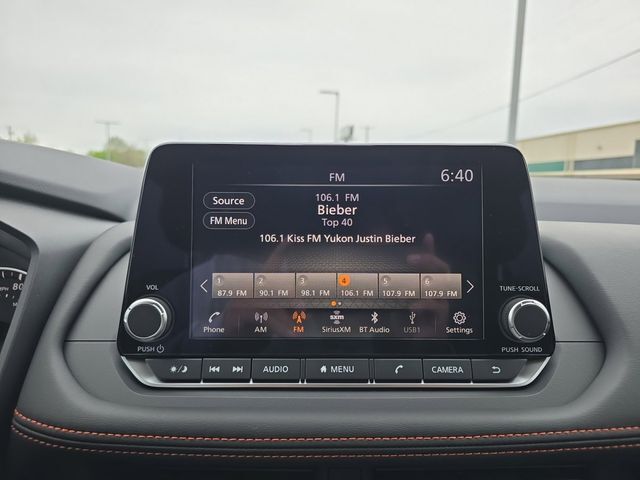 FM 6:40
Source
106.1 FM
Bieber
FM Menu
Top 40
106.1 Kiss FM Yukon Justin Bieber
1 2 3 4 5 6
87.9 FM 90.1 FM 98.1 FM 106.1 FM 107.9 FM 107.9 FM
VOL
TUNE·SCROLL
sxm
Phone AM FM SiriusXM BT Audio USB1 Settings
PUSH
PUSH SOUND
AUDIO MENU CAMERA
80
MPH